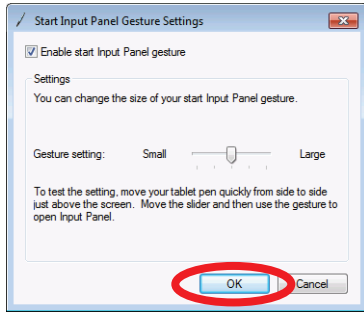 Start Input Panel Gesture Settings
Enable start Input Panel gesture
Settings
You can change the size of your start Input Panel gesture.
Gesture setting: Small Large
To test the setting, move your tablet pen quickly from side to side
just above the screen. Move the slider and then use the gesture to
open Input Panel.
OK Cancel